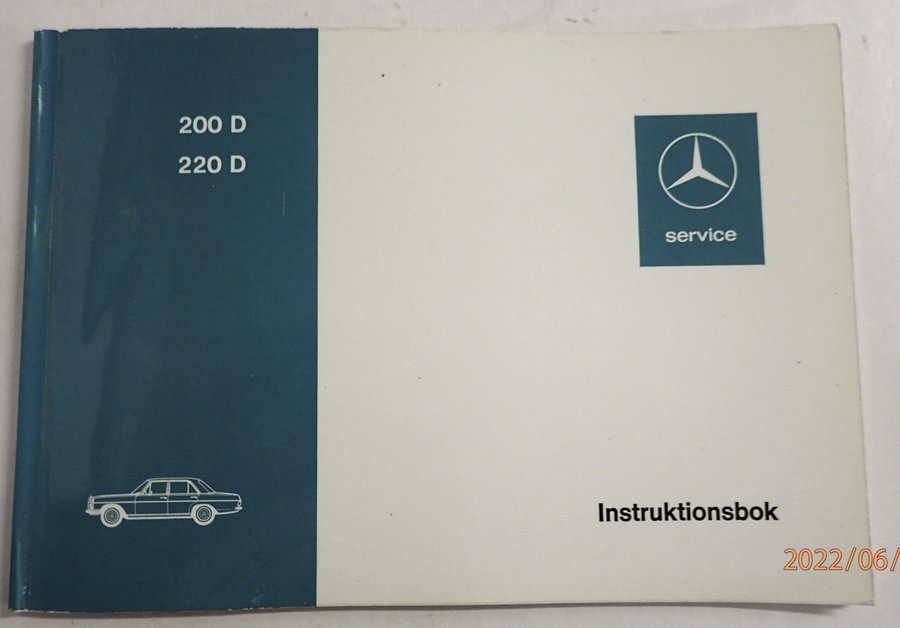 200 D
220 D
service
Instruktionsbok
2022/06/